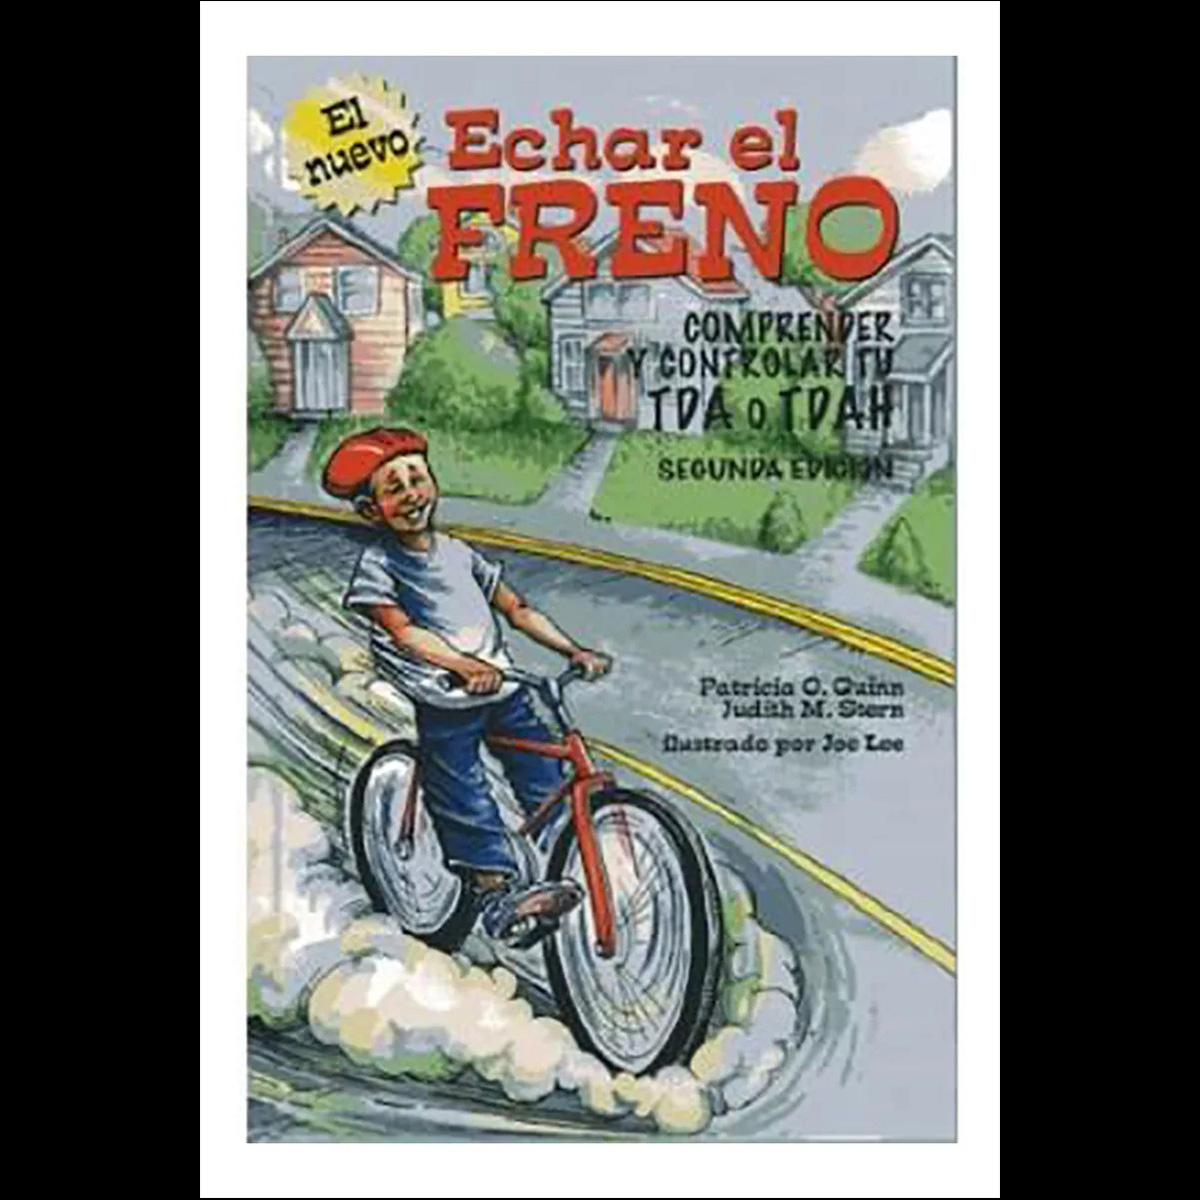 El
nuevo
Echar el
FRENO
COMPRENDER
Y CONTROLAR TU
TDA O TDAH
SEGUNDA EDICIÓN
Patricia O. Quinn
Judith M. Stern
Ilustrado por Joe Lee